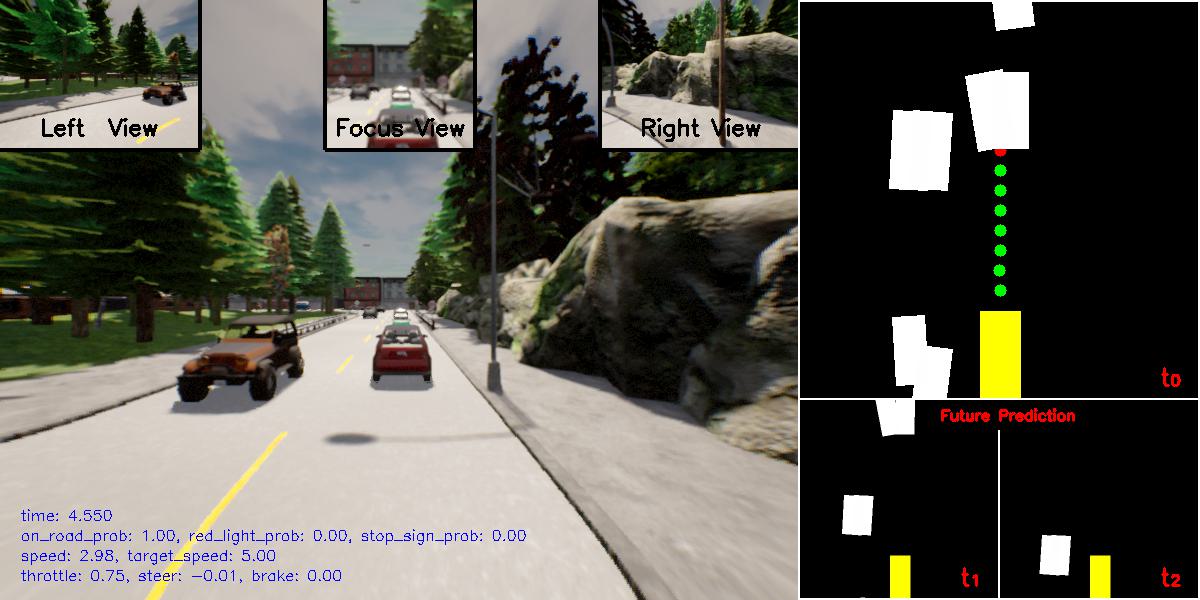 Left View
Focus View
Right View
t0
Future Prediction
time: 4.550
on_road_prob: 1.00, red_light_prob: 0.00, stop_sign_prob: 0.00
speed: 2.98, target_speed: 5.00
throttle: 0.75, steer: -0.01, brake: 0.00
t1
t2